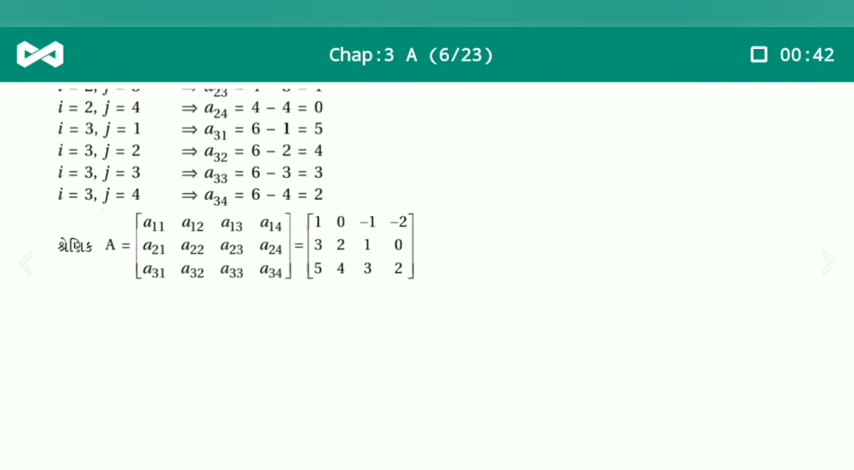 Chap:3 A (6/23)
00:42
i = 2, j = 4 ⇒ a24 = 4 − 4 = 0
i = 3, j = 1 ⇒ a31 = 6 − 1 = 5
i = 3, j = 2 ⇒ a32 = 6 − 2 = 4
i = 3, j = 3 ⇒ a33 = 6 − 3 = 3
i = 3, j = 4 ⇒ a34 = 6 − 4 = 2
[a11 a12 a13 a14] [1 0 −1 −2]
શ્રેણિક A = [a21 a22 a23 a24] = [3 2 1 0]
[a31 a32 a33 a34] [5 4 3 2]